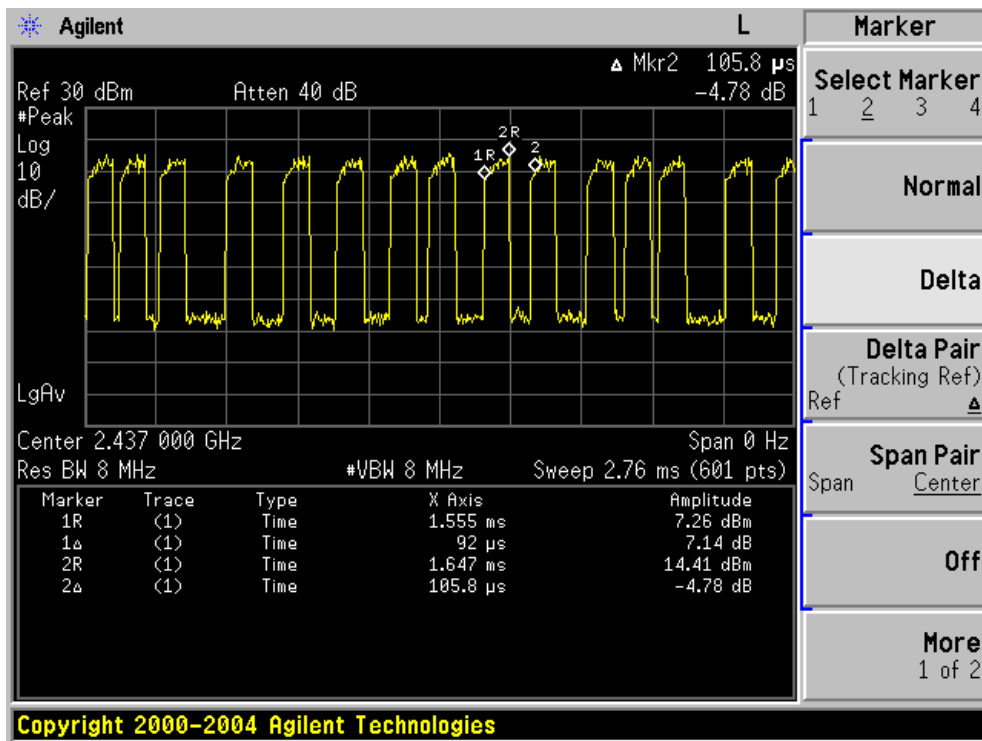 Agilent L Marker
Δ Mkr2 105.8 µs
Ref 30 dBm Atten 40 dB -4.78 dB
#Peak
Log
10
dB/
1R 2R 2
LgAv
Center 2.437 000 GHz Span 0 Hz
Res BW 8 MHz #VBW 8 MHz Sweep 2.76 ms (601 pts)
Marker Trace Type X Axis Amplitude
1R (1) Time 1.555 ms 7.26 dBm
1Δ (1) Time 92 µs 7.14 dB
2R (1) Time 1.647 ms 14.41 dBm
2Δ (1) Time 105.8 µs -4.78 dB
Select Marker
1 2 3 4
Normal
Delta
Delta Pair
(Tracking Ref)
Ref Δ
Span Pair
Span Center
Off
More
1 of 2
Copyright 2000-2004 Agilent Technologies